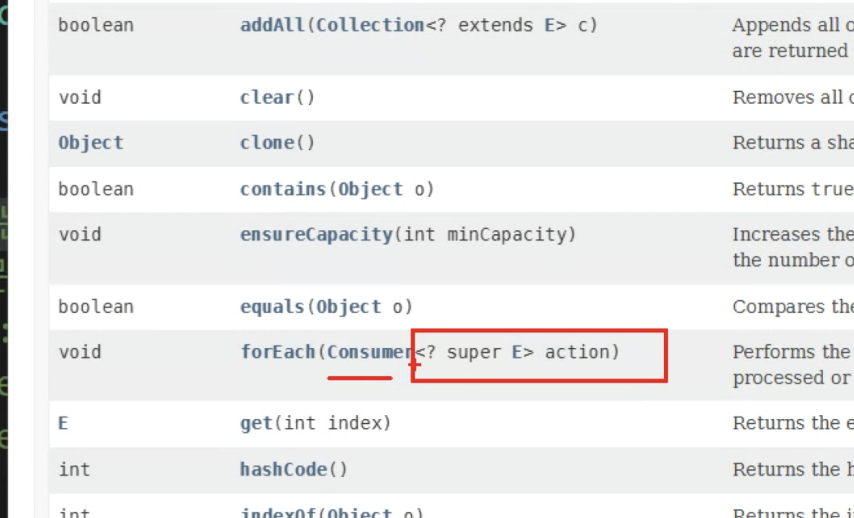 boolean addAll(Collection<? extends E> c) Appends all
are returned
void clear() Removes all
Object clone() Returns a
boolean contains(Object o) Returns true
void ensureCapacity(int minCapacity) Increases the
the number
boolean equals(Object o) Compares the
void forEach(Consumer<? super E> action) Performs the
processed or
E get(int index) Returns the
int hashCode() Returns the
int indexOf(Object o) Returns the